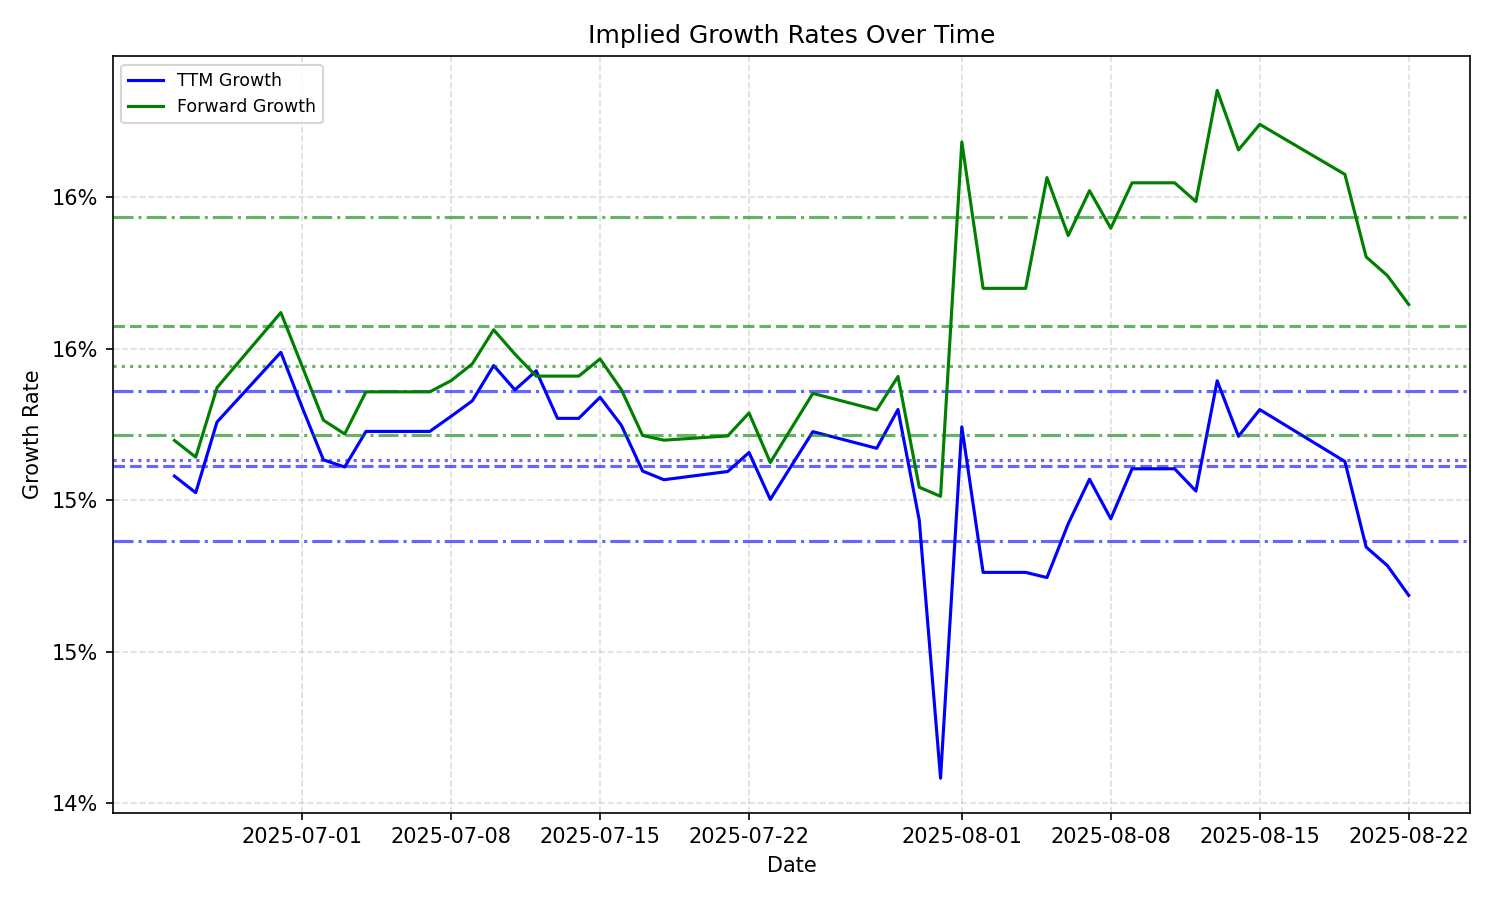 Implied Growth Rates Over Time
TTM Growth
Forward Growth
Growth Rate
16%
16%
15%
15%
14%
2025-07-01
2025-07-08
2025-07-15
2025-07-22
2025-08-01
2025-08-08
2025-08-15
2025-08-22
Date